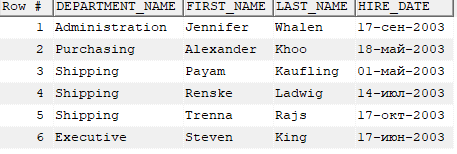 Row # DEPARTMENT_NAME FIRST_NAME LAST_NAME HIRE_DATE
1 Administration Jennifer Whalen 17-сен-2003
2 Purchasing Alexander Khoo 18-май-2003
3 Shipping Payam Kaufling 01-май-2003
4 Shipping Renske Ladwig 14-июл-2003
5 Shipping Trenna Rajs 17-окт-2003
6 Executive Steven King 17-июн-2003